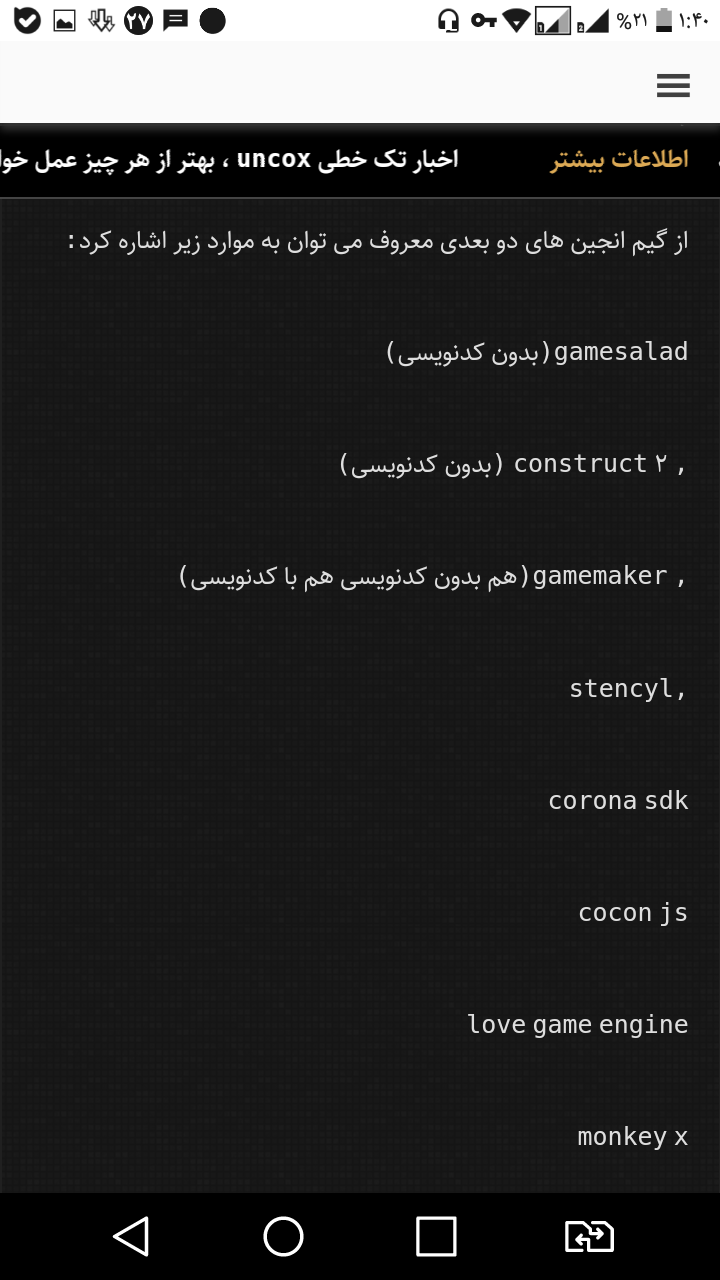 %۲۱ ۱:۴۰
۲۷
اطلاعات بیشتر اخبار تک خطی uncox ، بهتر از هر چیز عمل
از گیم انجین های دو بعدی معروف می توان به موارد زیر اشاره کرد:
gamesalad(بدون کدنویسی)
, construct ۲ (بدون کدنویسی)
, gamemaker(هم بدون کدنویسی هم با کدنویسی)
stencyl,
corona sdk
cocon js
love game engine
monkey x